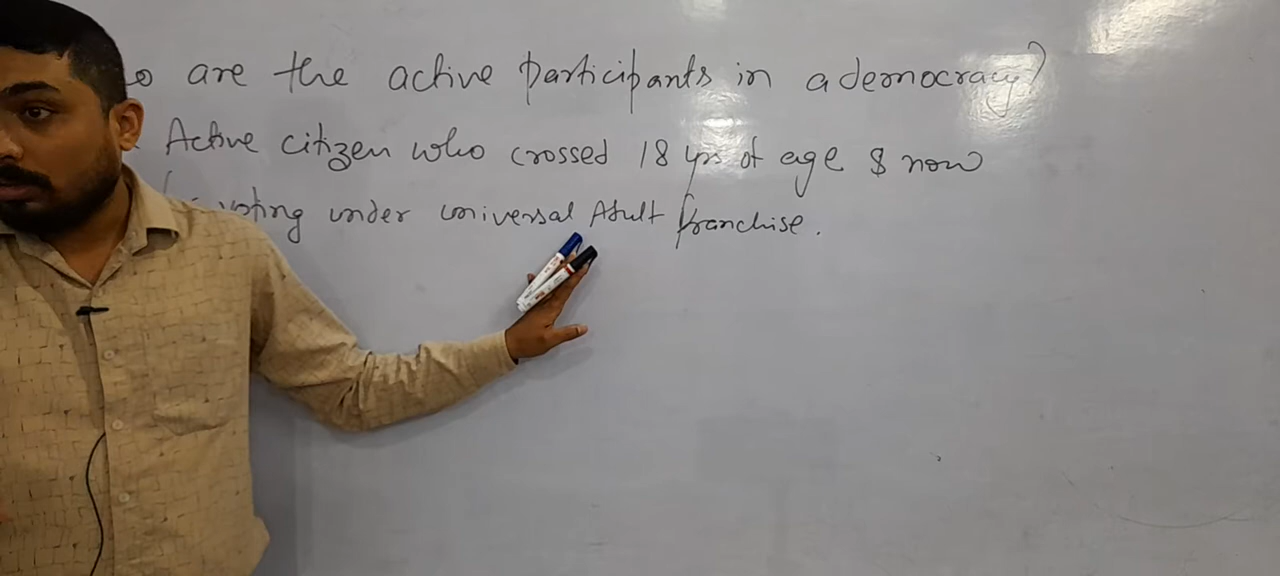 are the active participants in a democracy?
Active citizen who crossed 18 yrs of age & now
voting under universal Adult franchise.